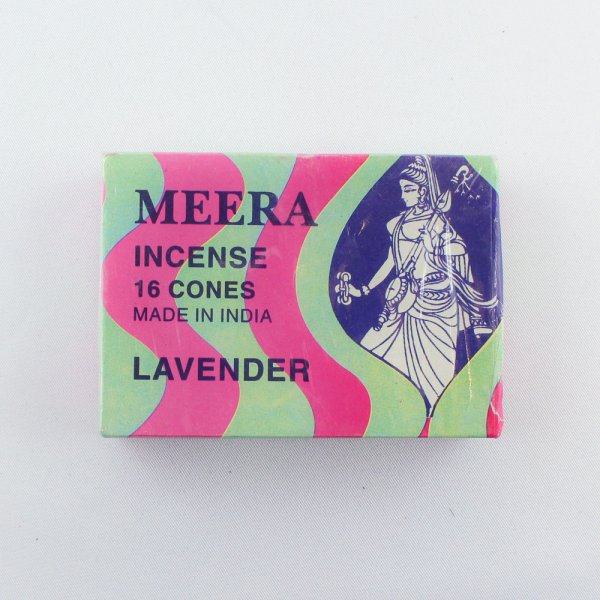 MEERA
INCENSE
16 CONES
MADE IN INDIA
LAVENDER